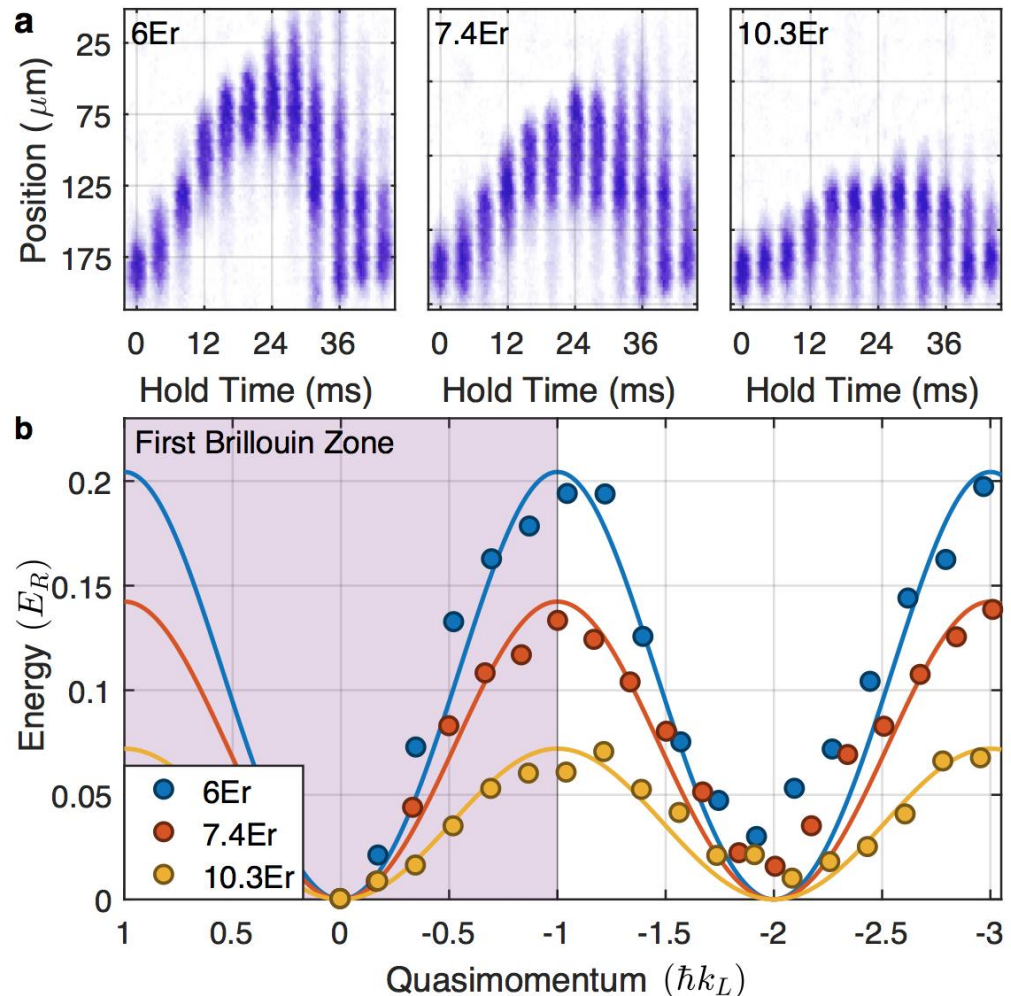 a
6Er
7.4Er
10.3Er
Position (μm)
25
75
125
175
0 12 24 36
0 12 24 36
0 12 24 36
Hold Time (ms)
Hold Time (ms)
Hold Time (ms)
b
First Brillouin Zone
Energy (E_R)
0.2
0.15
0.1
0.05
0
6Er
7.4Er
10.3Er
1 0.5 0 -0.5 -1 -1.5 -2 -2.5 -3
Quasimomentum (ℏk_L)